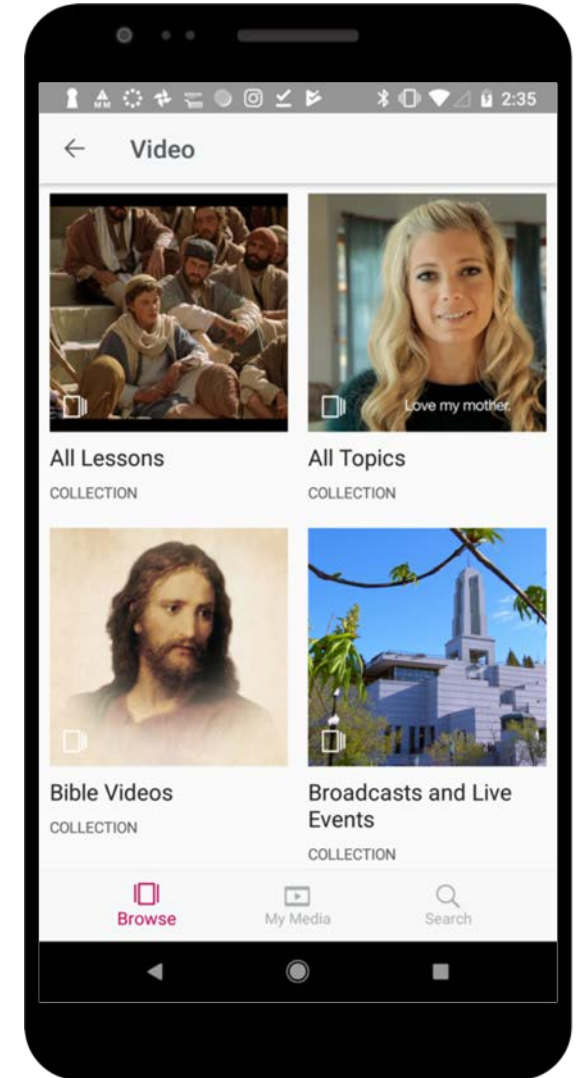 2:35
Video
Love my mother.
All Lessons
All Topics
COLLECTION
COLLECTION
Bible Videos
Broadcasts and Live
Events
COLLECTION
COLLECTION
Browse
My Media
Search